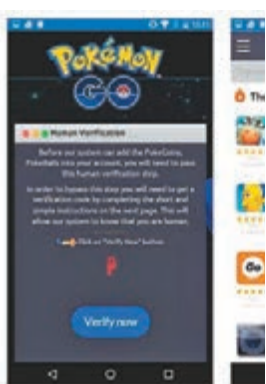 POKÉMON
GO
Human Verification
Before our system can add the PokeCoins,
Pokeballs into your account, you will need to pass
this human verification step.
In order to bypass this step you will need to get a
verification code by completing the short and
simple instructions on the next page. This will
allow our system to know that you are human.
Click on "Verify Now" button.
Verify now
The
GO